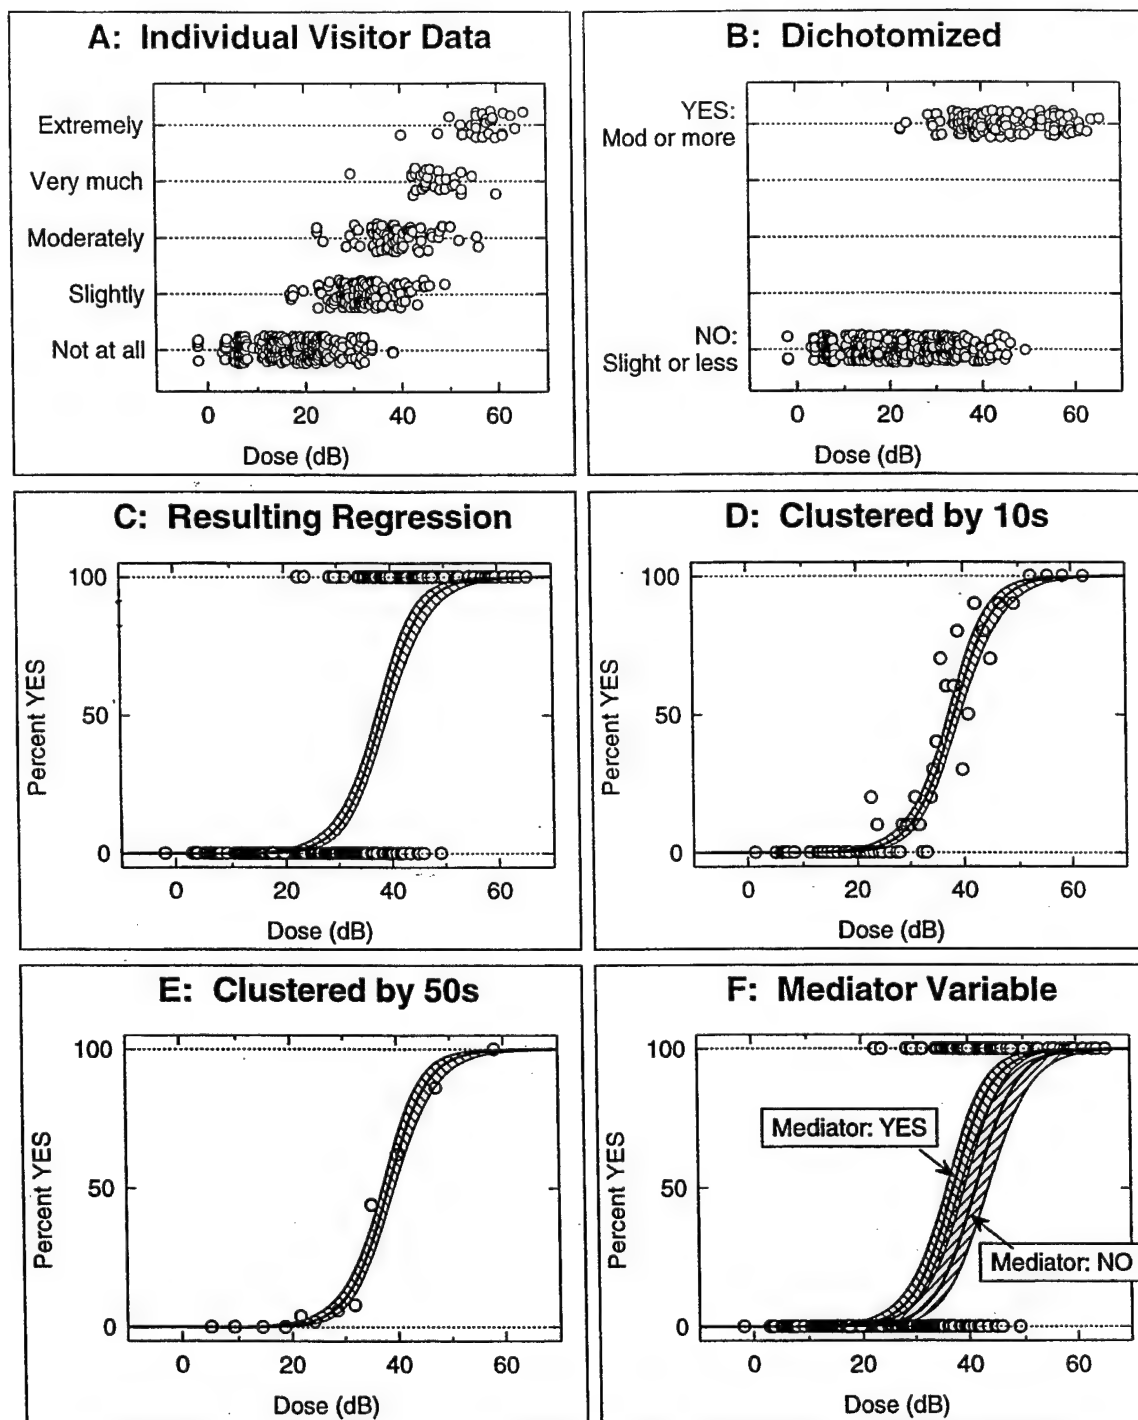 A: Individual Visitor Data
Extremely
Very much
Moderately
Slightly
Not at all
0 20 40 60
Dose (dB)
B: Dichotomized
YES:
Mod or more
NO:
Slight or less
0 20 40 60
Dose (dB)
C: Resulting Regression
Percent YES
100
50
0
0 20 40 60
Dose (dB)
D: Clustered by 10s
Percent YES
100
50
0
0 20 40 60
Dose (dB)
E: Clustered by 50s
Percent YES
100
50
0
0 20 40 60
Dose (dB)
F: Mediator Variable
Percent YES
100
50
0
Mediator: YES
Mediator: NO
0 20 40 60
Dose (dB)